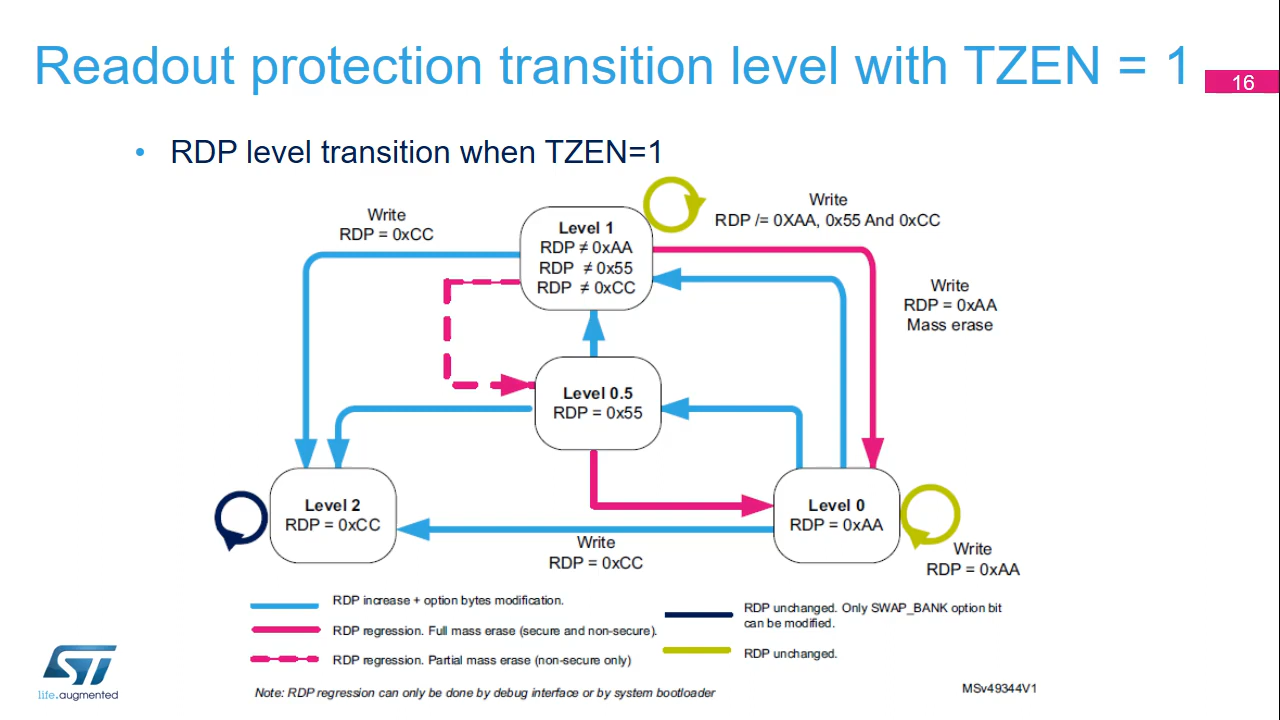 Readout protection transition level with TZEN = 1
16
• RDP level transition when TZEN=1
Write
RDP = 0xCC
Level 1
RDP ≠ 0xAA
RDP ≠ 0x55
RDP ≠ 0xCC
Write
RDP /= 0XAA, 0x55 And 0xCC
Write
RDP = 0xAA
Mass erase
Level 0.5
RDP = 0x55
Level 2
RDP = 0xCC
Level 0
RDP = 0xAA
Write
RDP = 0xCC
Write
RDP = 0xAA
RDP increase + option bytes modification.
RDP regression. Full mass erase (secure and non-secure).
RDP regression. Partial mass erase (non-secure only)
RDP unchanged. Only SWAP_BANK option bit
can be modified.
RDP unchanged.
Note: RDP regression can only be done by debug interface or by system bootloader
MSv49344V1
ST
life.augmented